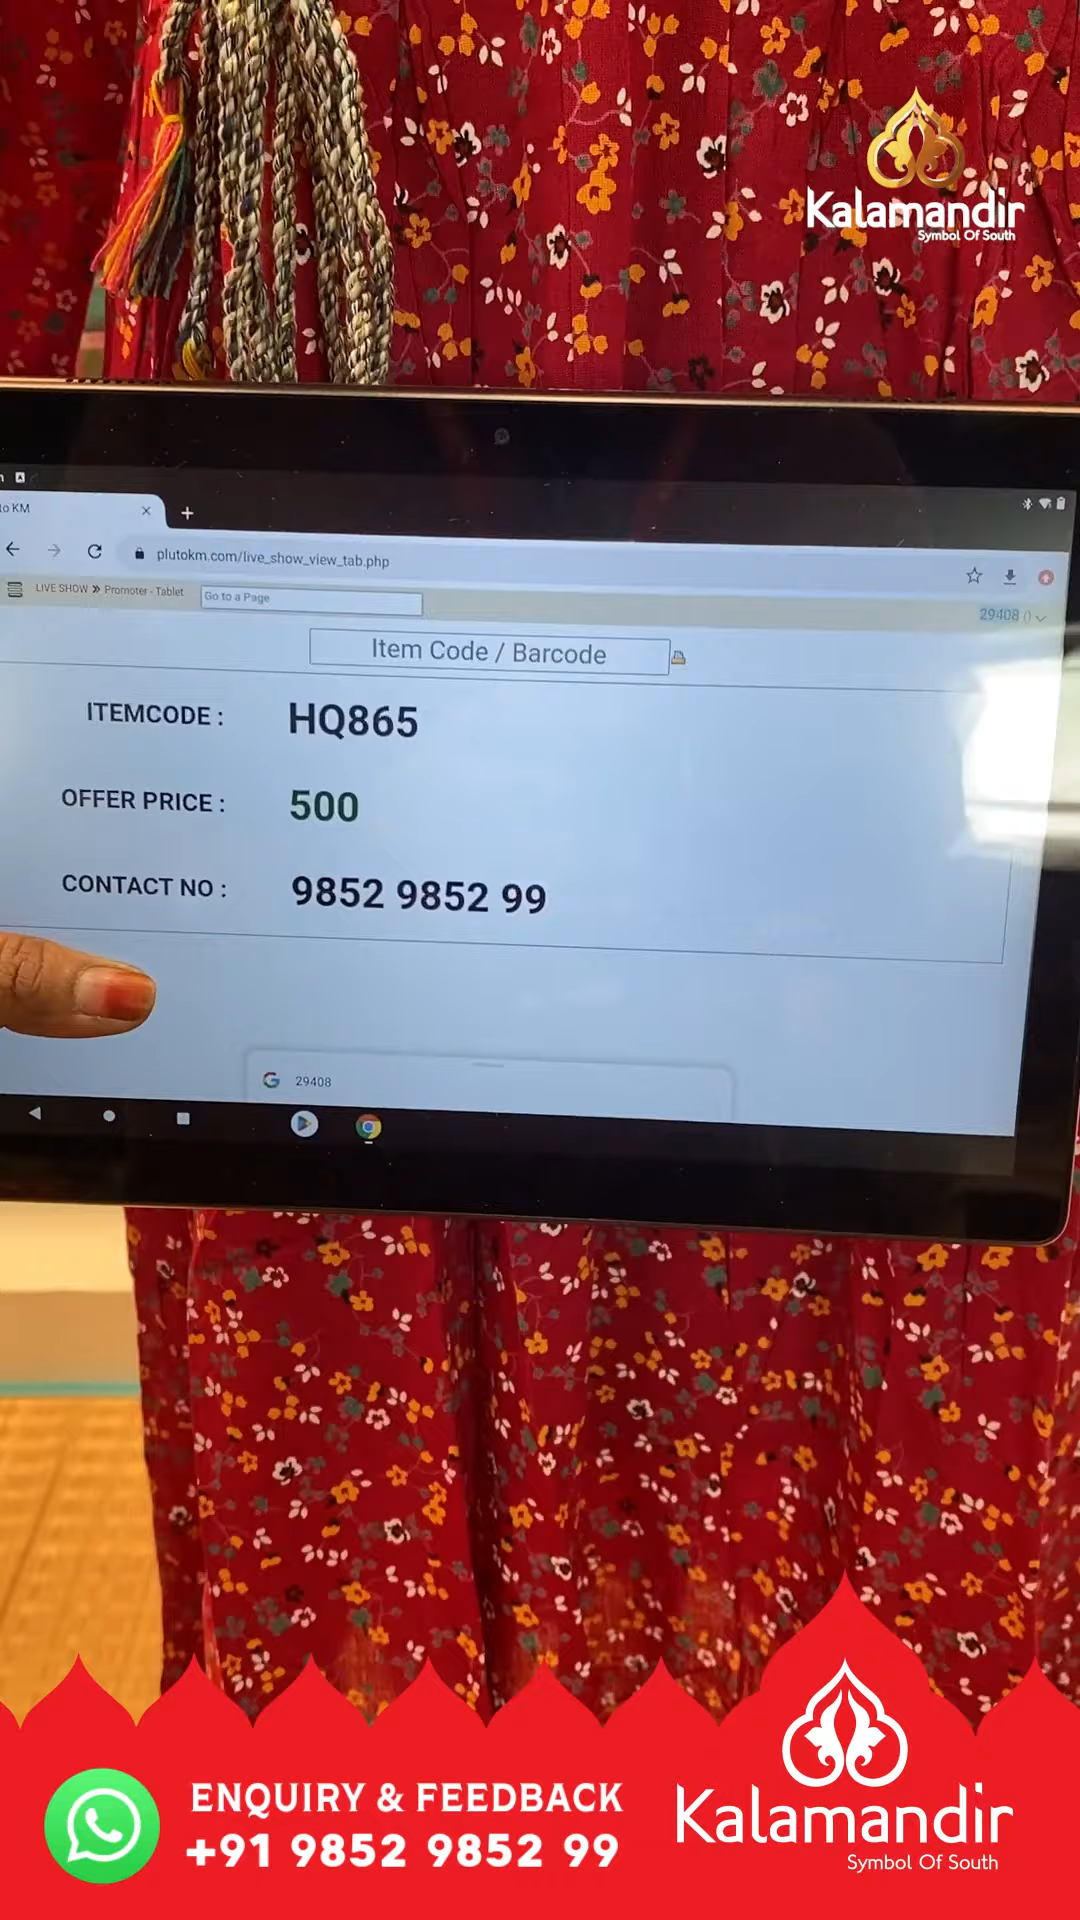 Kalamandir
Symbol Of South
to KM
plutokm.com/live_show_view_tab.php
LIVE SHOW » Promoter - Tablet
Go to a Page
29408 ()
Item Code / Barcode
ITEMCODE : HQ865
OFFER PRICE : 500
CONTACT NO : 9852 9852 99
29408
ENQUIRY & FEEDBACK
+91 9852 9852 99
Kalamandir
Symbol Of South